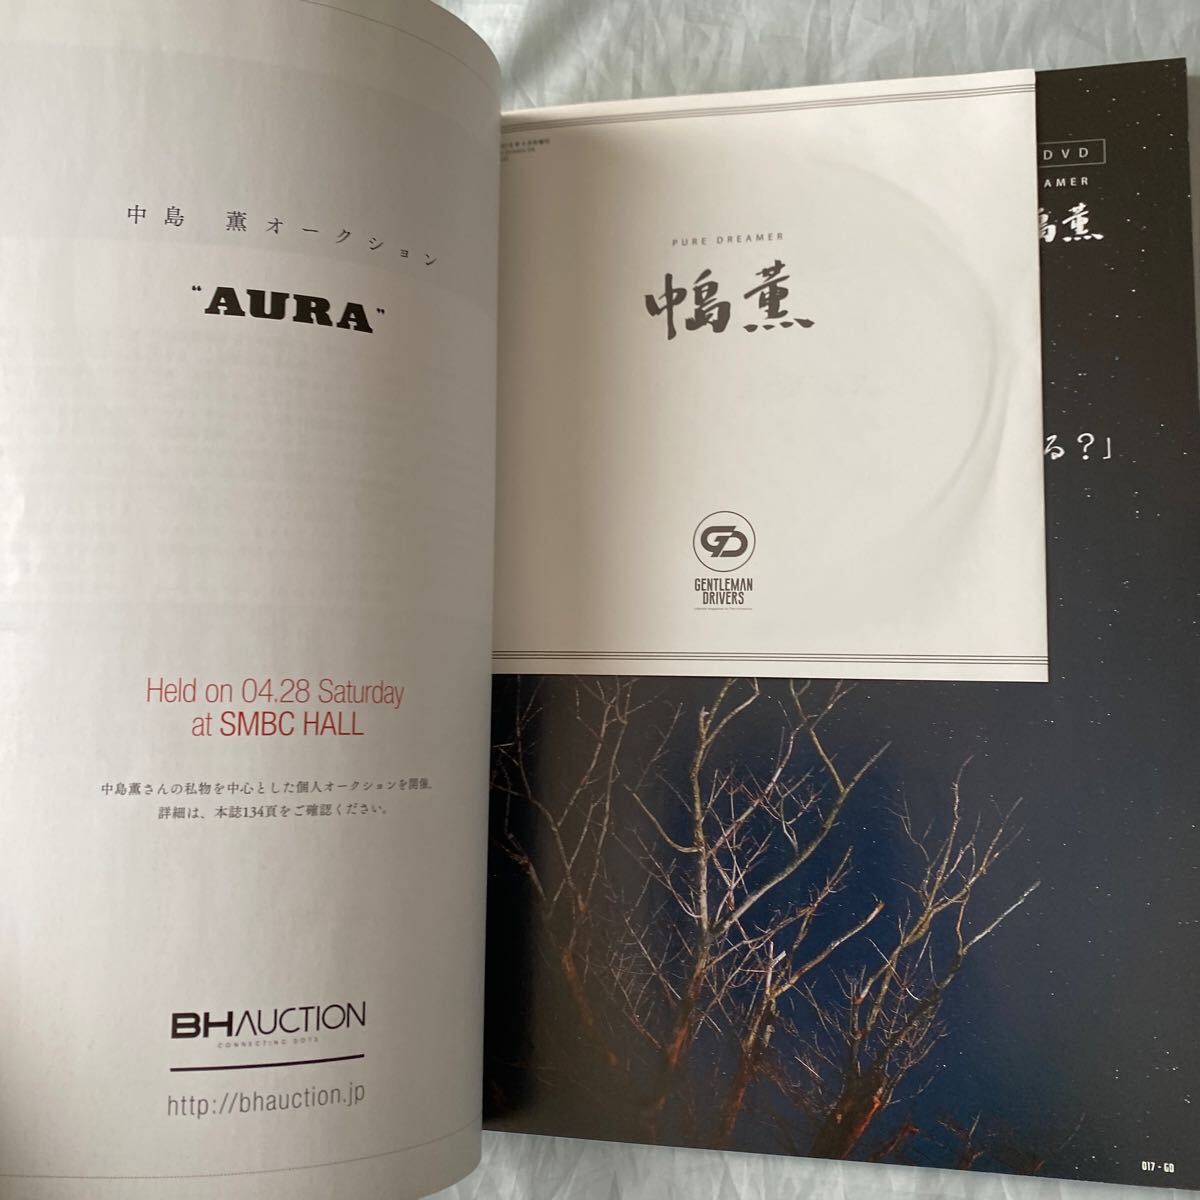 中島 薫オークション
“AURA”
Held on 04.28 Saturday
at SMBC HALL
中島薫さんの私物を中心とした個人オークションを開催。
詳細は、本誌134頁をご確認ください。
BHAUCTION
CONNECTING DOTS
http://bhauction.jp
PURE DREAMER
中島薫
GD
GENTLEMAN
DRIVERS
DVD
AMER
島薫
る？」
017 - GD